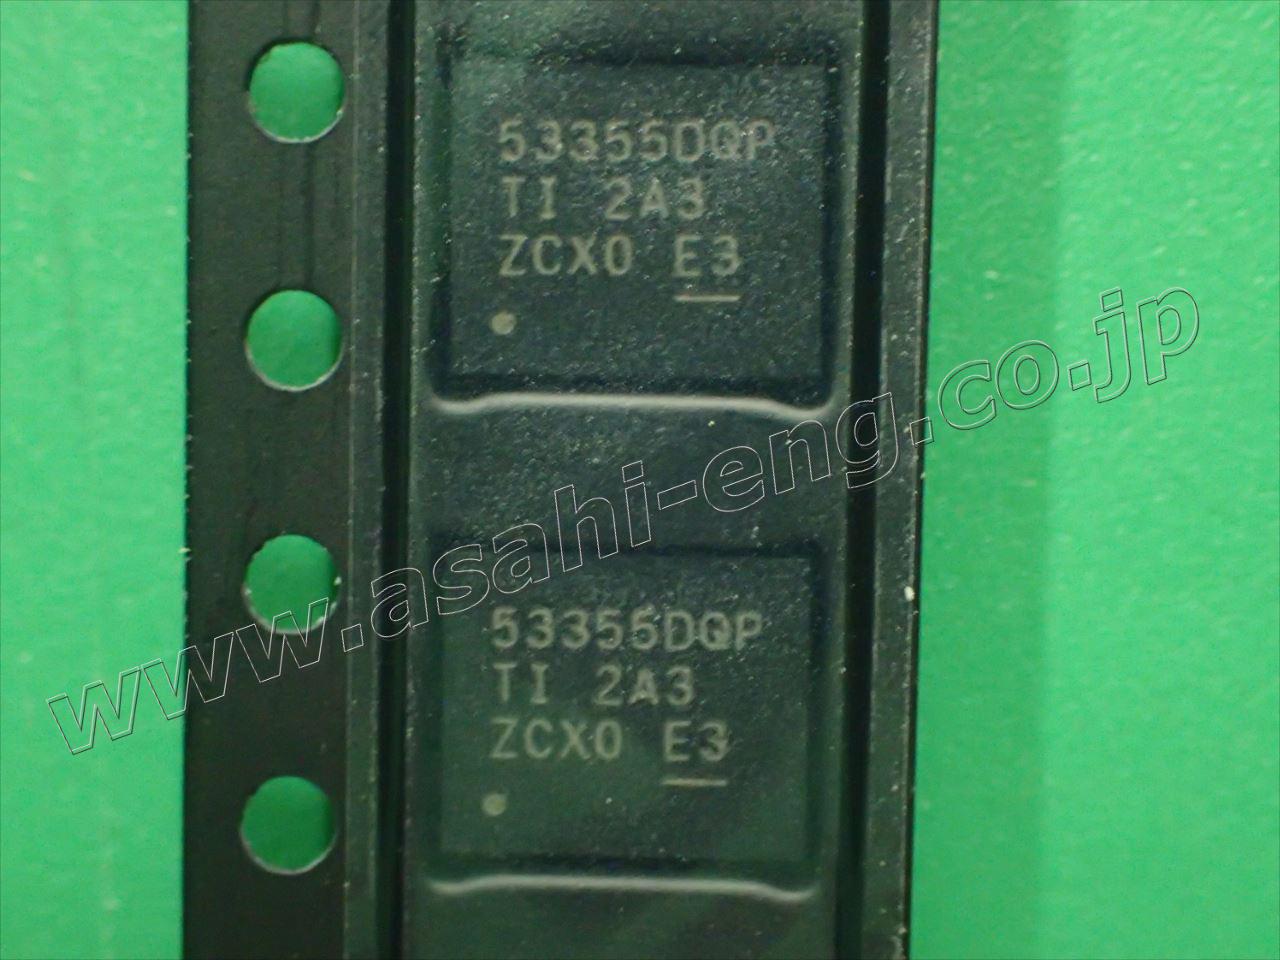 53355DQP
TI 2A3
ZCX0 E3
www.asahi-eng.co.jp
53355DQP
TI 2A3
ZCX0 E3